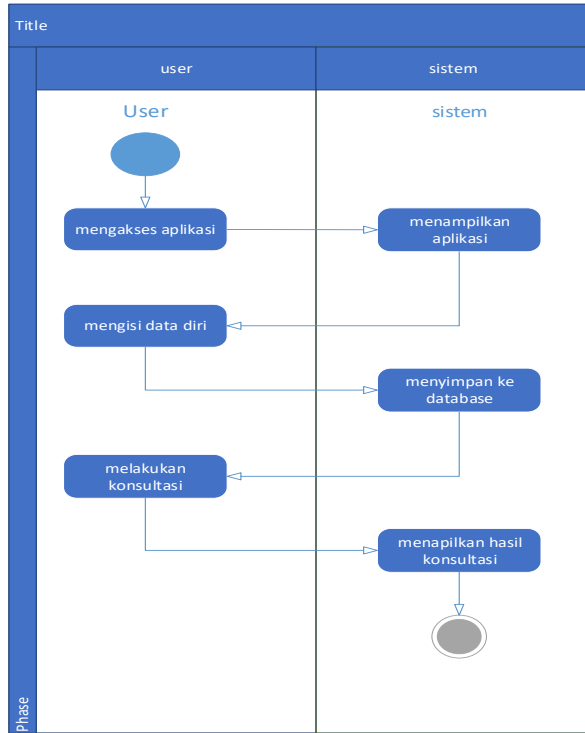 Title
user
sistem
User
sistem
mengakses aplikasi
menampilkan
aplikasi
mengisi data diri
menyimpan ke
database
melakukan
konsultasi
menapilkan hasil
konsultasi
Phase